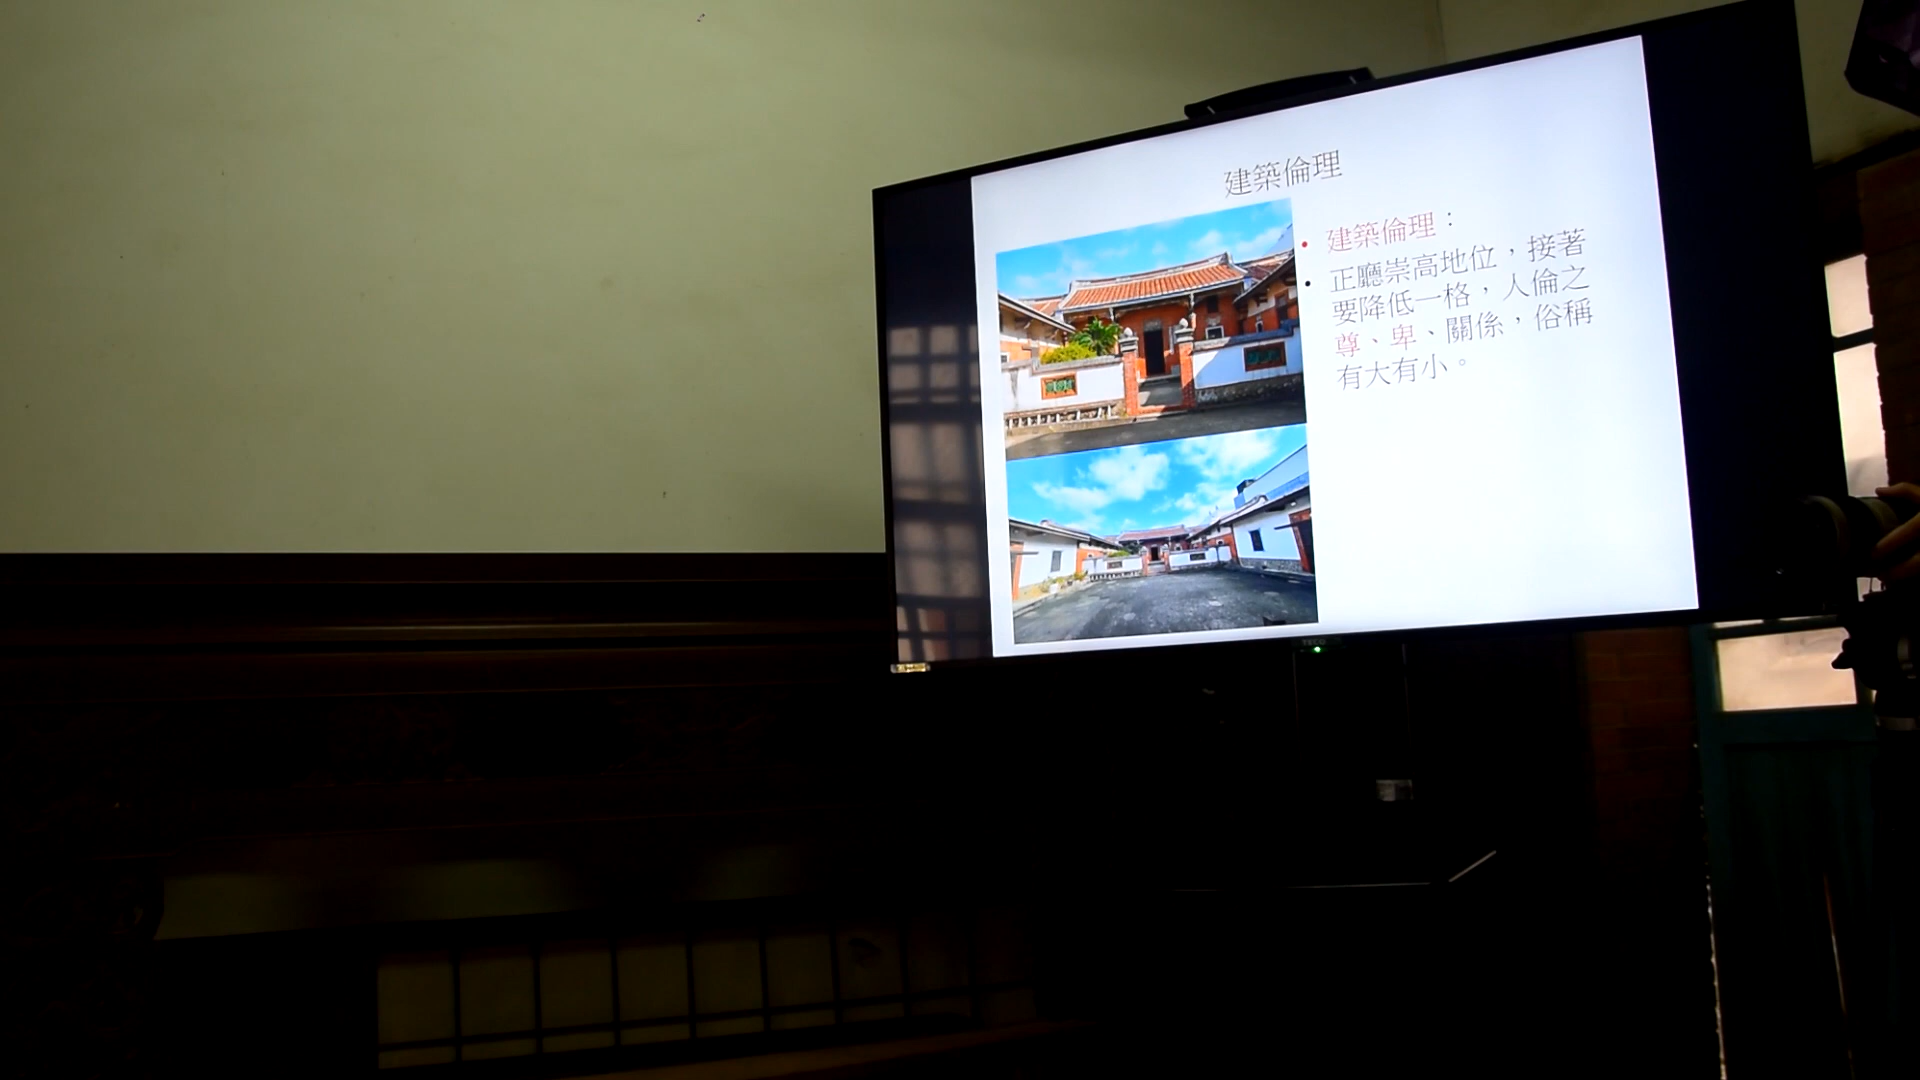 建築倫理
建築倫理：
正廳崇高地位，接著
要降低一格，人倫之
尊、卑、關係，俗稱
有大有小。
TECO